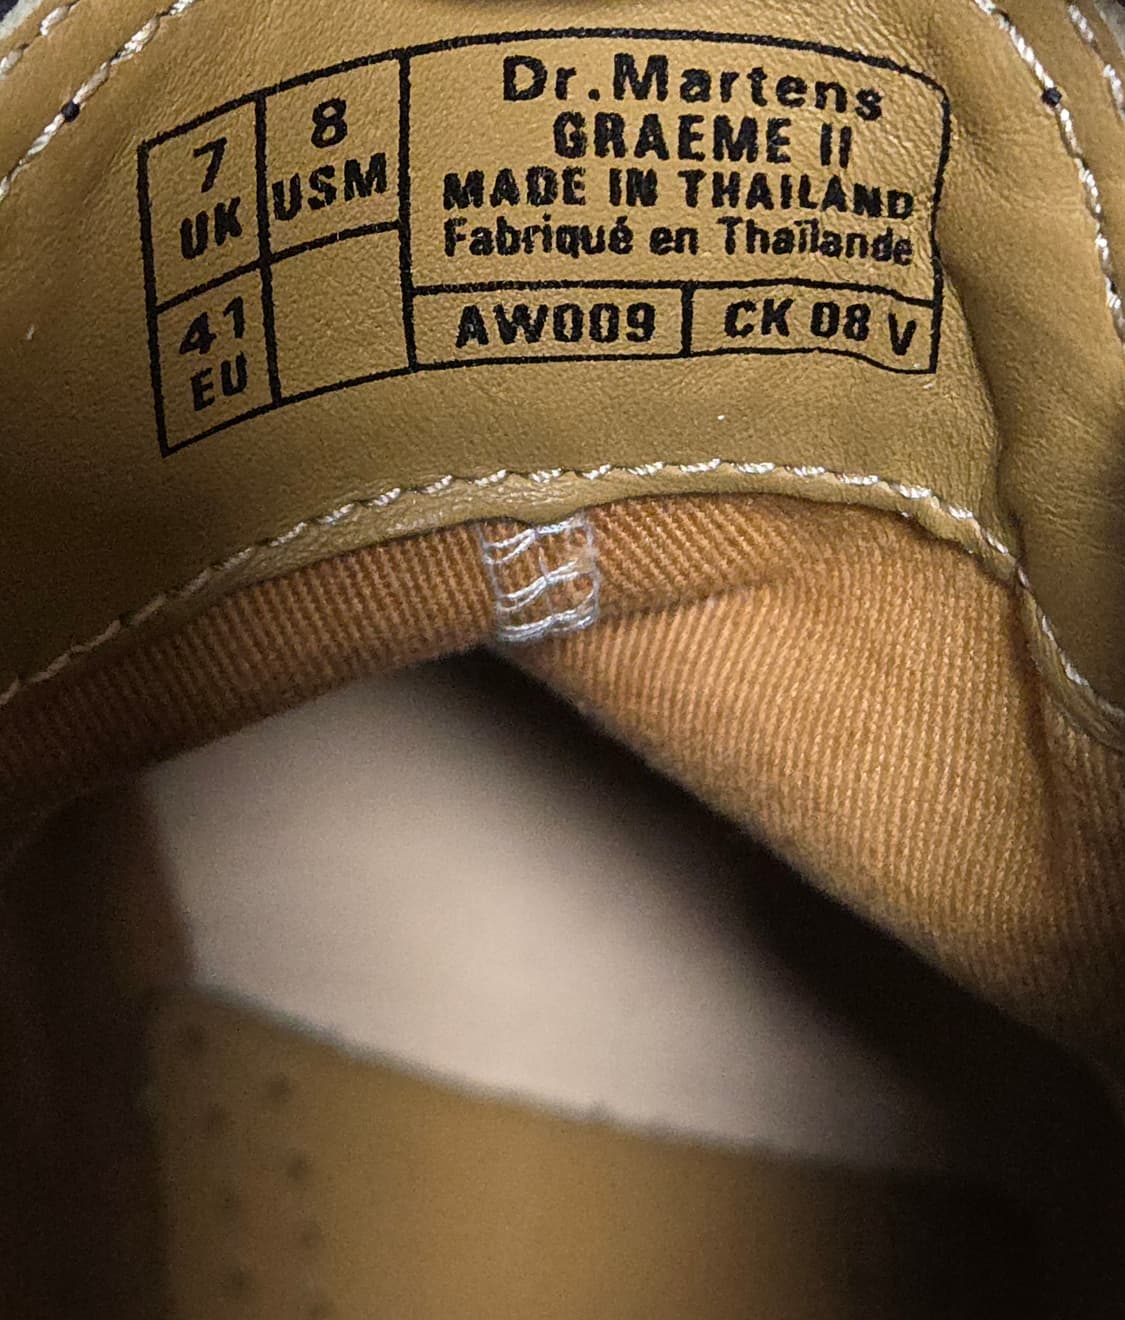 7
UK
8
USM
41
EU
Dr.Martens
GRAEME II
MADE IN THAILAND
Fabriqué en Thaïlande
AW009
CK 08 V